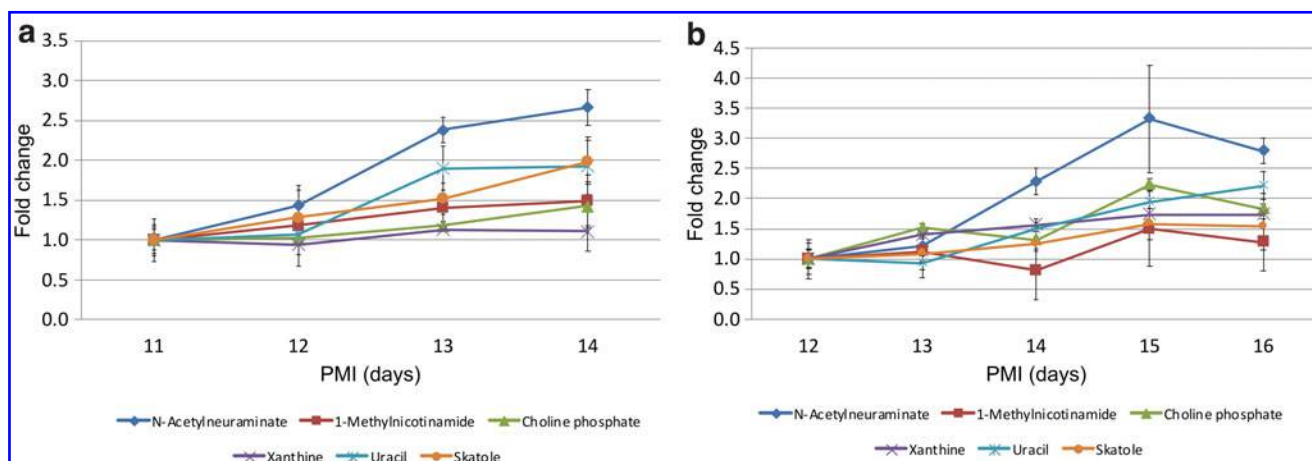 a
Fold change
3.5
3.0
2.5
2.0
1.5
1.0
0.5
0.0
11 12 13 14
PMI (days)
N-Acetylneuraminate 1-Methylnicotinamide Choline phosphate
Xanthine Uracil Skatole
b
Fold change
4.5
4.0
3.5
3.0
2.5
2.0
1.5
1.0
0.5
0.0
12 13 14 15 16
PMI (days)
N-Acetylneuraminate 1-Methylnicotinamide Choline phosphate
Xanthine Uracil Skatole